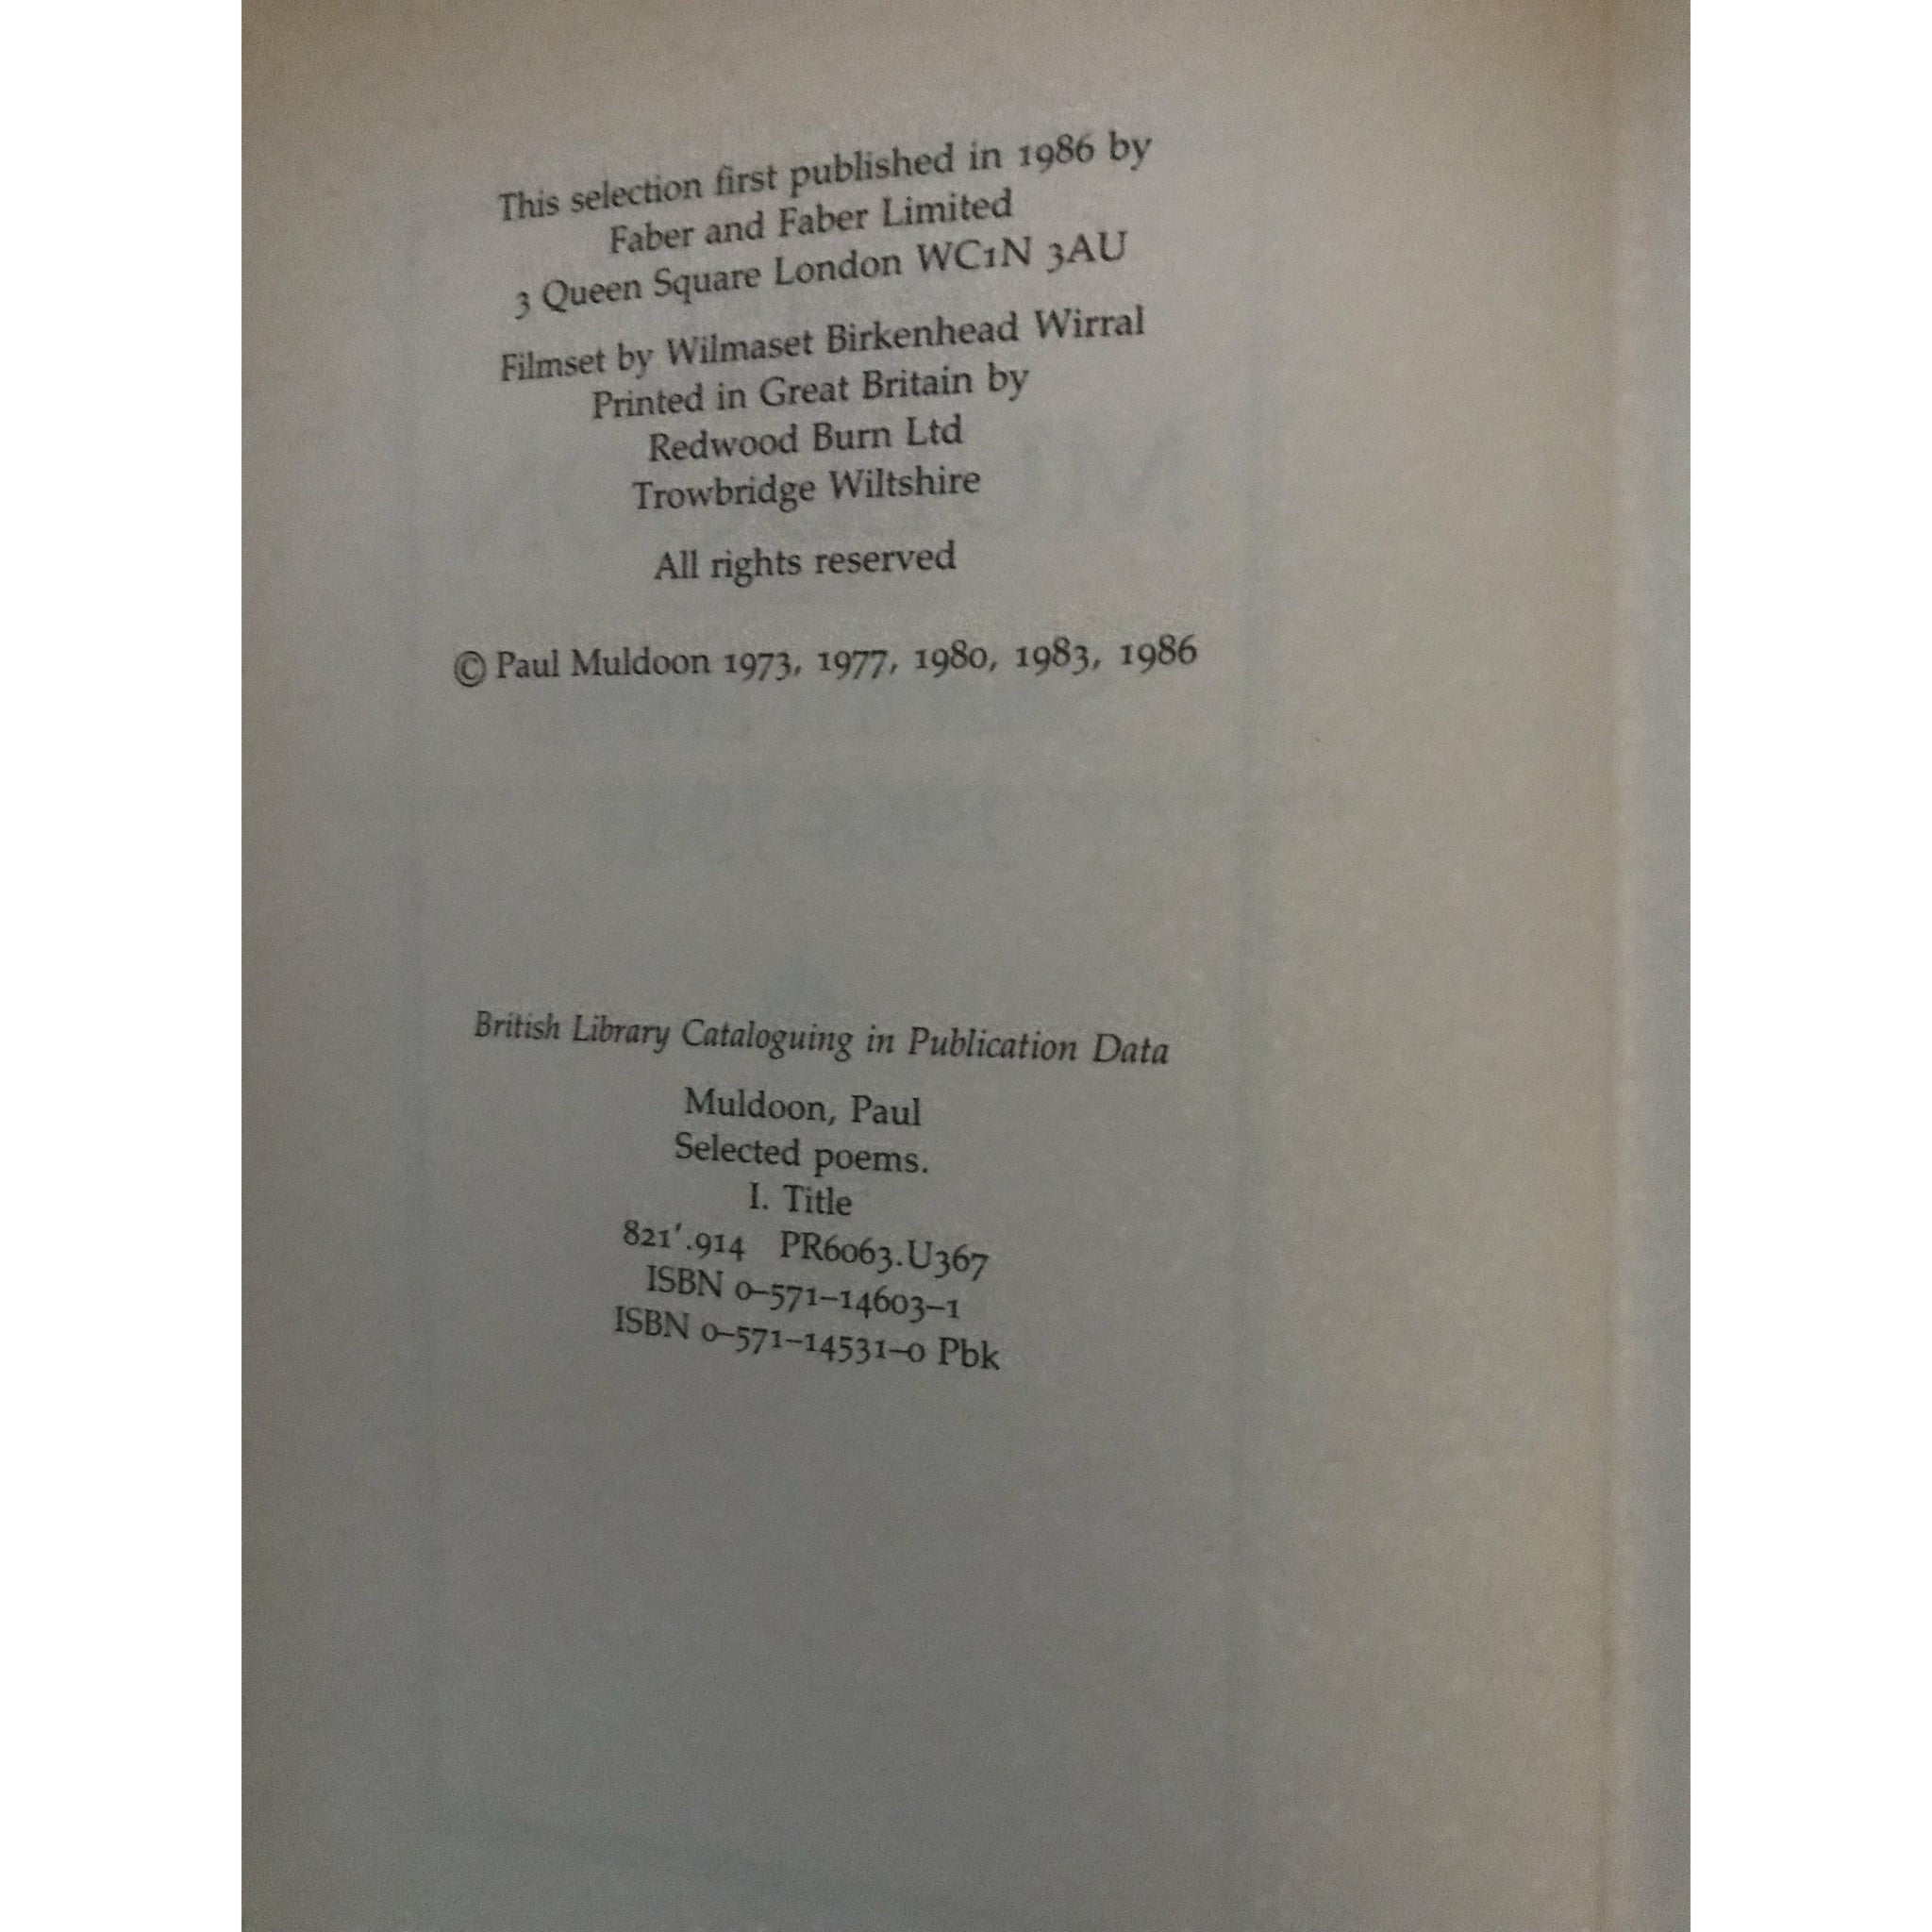 This selection first published in 1986 by
Faber and Faber Limited
3 Queen Square London WC1N 3AU
Filmset by Wilmaset Birkenhead Wirral
Printed in Great Britain by
Redwood Burn Ltd
Trowbridge Wiltshire
All rights reserved
© Paul Muldoon 1973, 1977, 1980, 1983, 1986
British Library Cataloguing in Publication Data
Muldoon, Paul
Selected poems.
I. Title
821'.914 PR6063.U367
ISBN 0–571–14603–1
ISBN 0–571–14531–0 Pbk